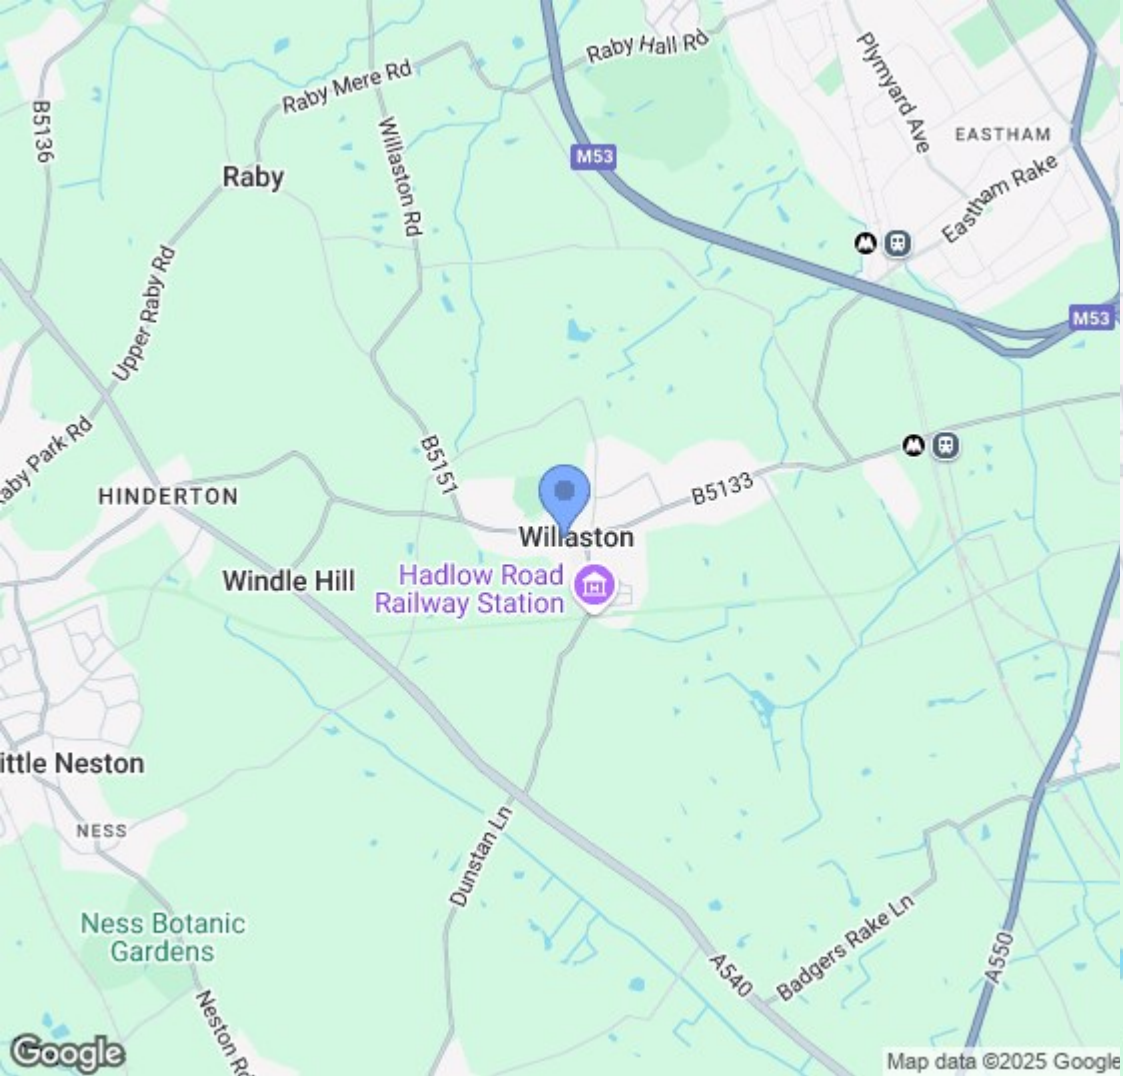 Raby Hall Rd
Plymyard Ave
Raby Mere Rd
B5136
Willaston Rd
EASTHAM
M53
Raby
Eastham Rake
Upper Raby Rd
M53
aby Park Rd
B5151
HINDERTON
B5133
Willaston
Windle Hill
Hadlow Road
Railway Station
ittle Neston
NESS
Dunstan Ln
Ness Botanic
Gardens
Badgers Rake Ln
A550
A540
Neston Rd
Google
Map data ©2025 Google